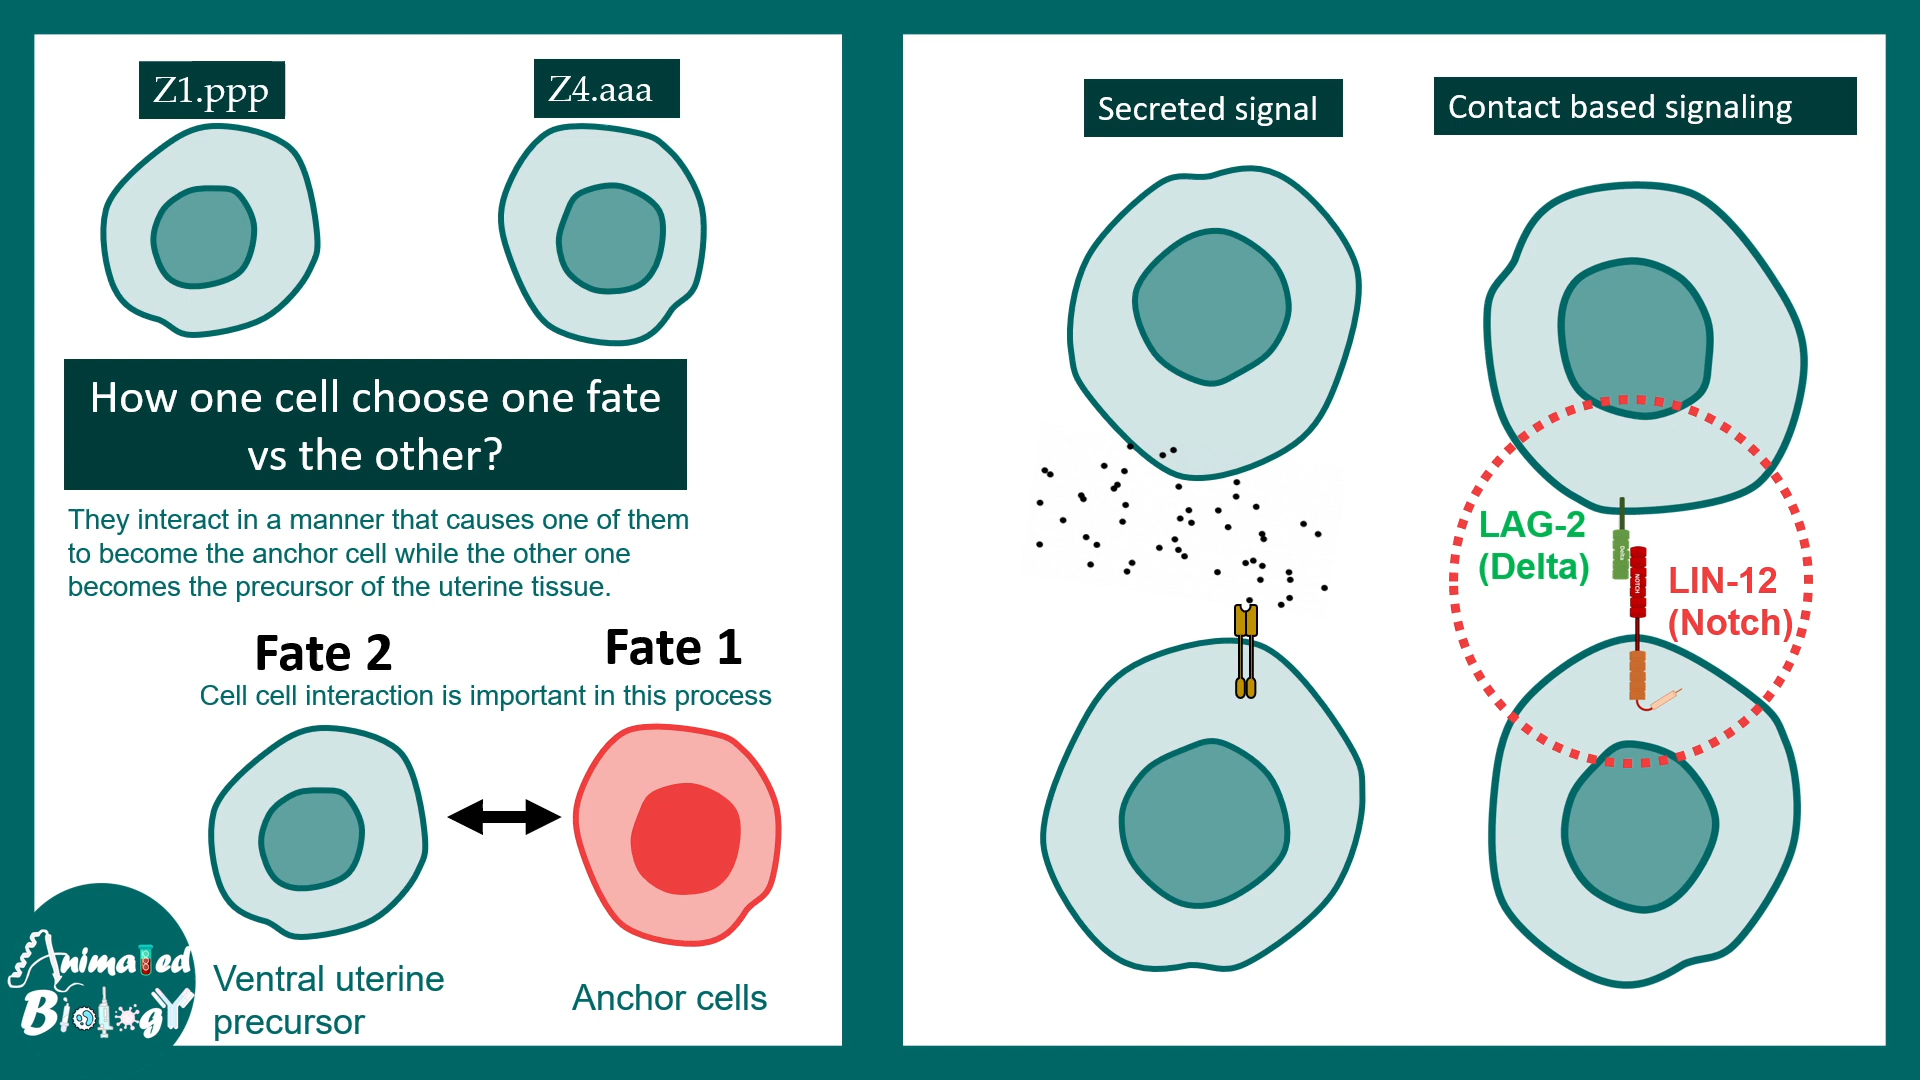 Z1.ppp
Z4.aaa
How one cell choose one fate
vs the other?
They interact in a manner that causes one of them
to become the anchor cell while the other one
becomes the precursor of the uterine tissue.
Fate 2
Fate 1
Cell cell interaction is important in this process
Ventral uterine
precursor
Anchor cells
Animated
Biology
Secreted signal
Contact based signaling
LAG-2
(Delta)
Delta
NOTCH
LIN-12
(Notch)